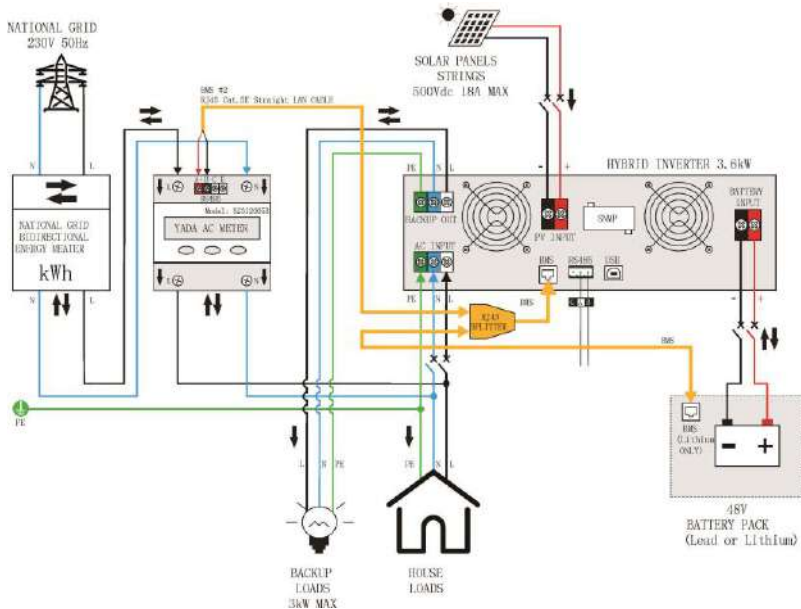 NATIONAL GRID
230V 50Hz
BMS #2
RJ45 Cat.5E Straight LAN CABLE
SOLAR PANELS
STRINGS
500Vdc 18A MAX
HYBRID INVERTER 3.6kW
N
L
L
N
RS485
Model:
YADA AC METER
L
N
NATIONAL GRID
BIDIRECTIONAL
ENERGY MEATER
kWh
N
L
PE
N
L
BACKUP OUT
AC INPUT
PE
N
L
-
+
PV INPUT
SNMP
BATTERY
INPUT
BMS
RS485
USB
BMS
RJ45
SPLITTER
-
+
BMS
PE
L
N
PE
PE
N
L
BMS
(Lithium
ONLY)
-
+
BACKUP
LOADS
3kW MAX
HOUSE
LOADS
48V
BATTERY PACK
(Lead or Lithium)